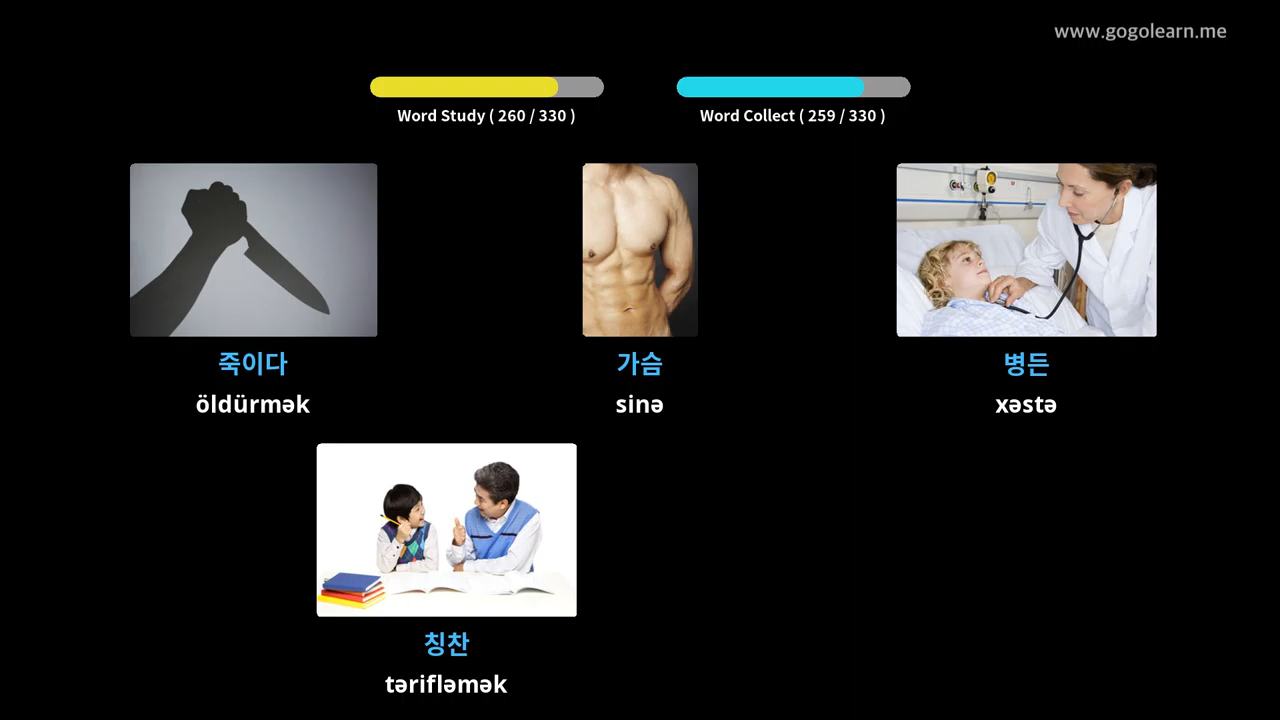 www.gogolearn.me
Word Study ( 260 / 330 )
Word Collect ( 259 / 330 )
죽이다
öldürmək
가슴
sinə
병든
xəstə
칭찬
tərifləmək